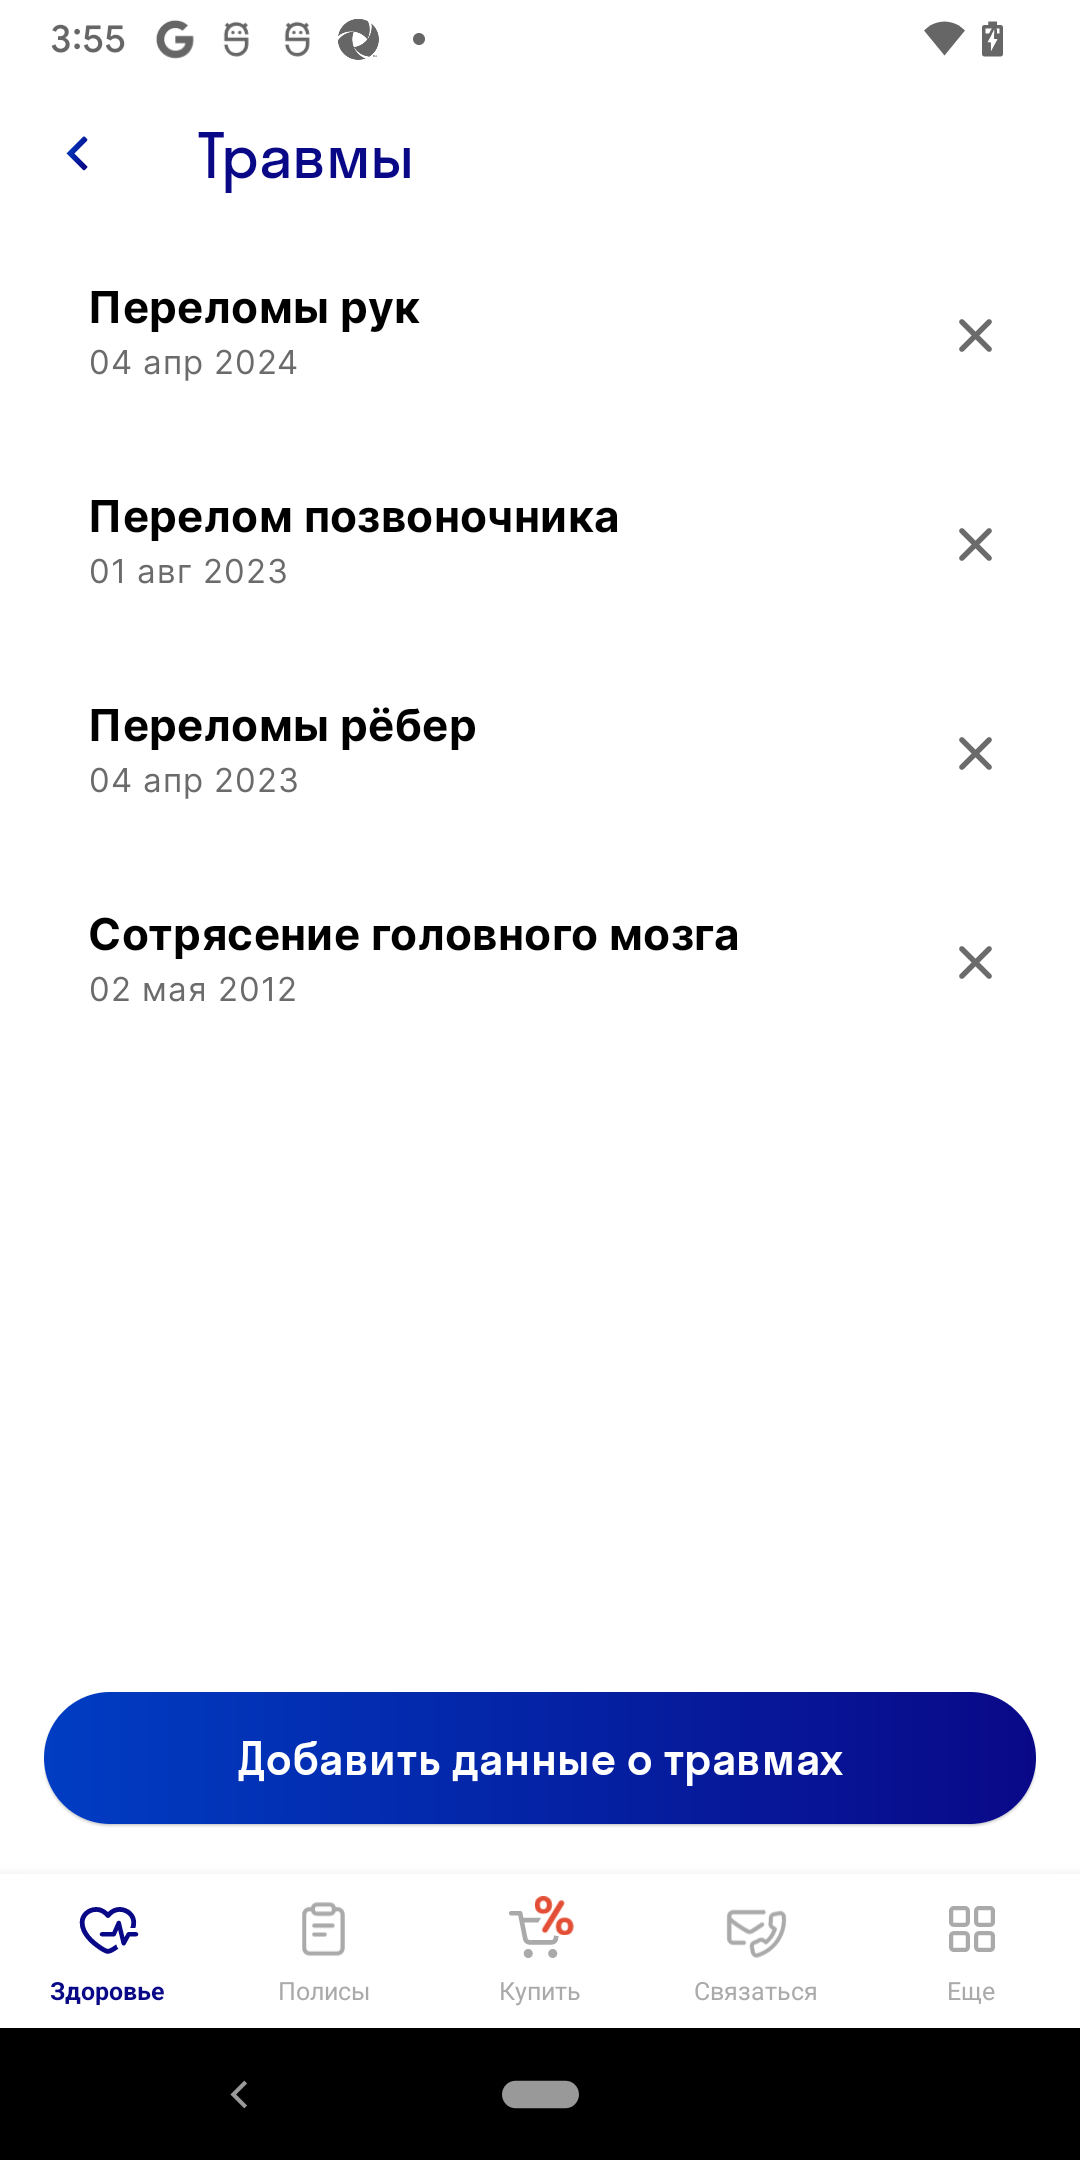 3:55
Травмы
Переломы рук
04 апр 2024
Перелом позвоночника
01 авг 2023
Переломы рёбер
04 апр 2023
Сотрясение головного мозга
02 мая 2012
Добавить данные о травмах
Здоровье
Полисы
Купить
Связаться
Еще